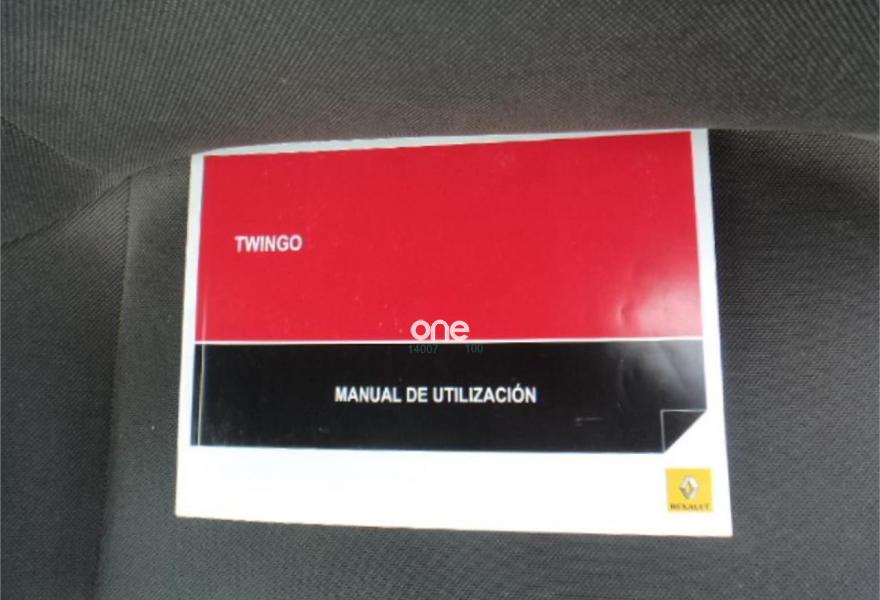 TWINGO
one
14007 100
MANUAL DE UTILIZACIÓN
RENAULT